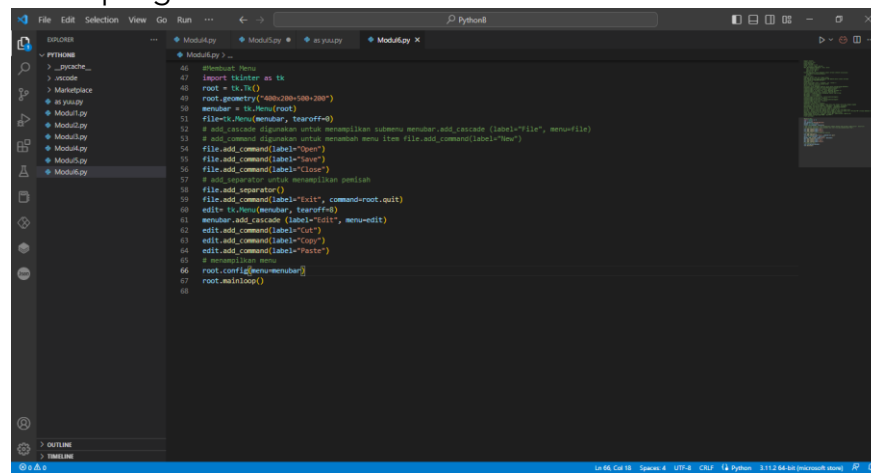 File Edit Selection View Go Run ... PythonB
EXPLORER ... Modul4.py Modul5.py as yuu.py Modul6.py
PYTHONB Modul6.py > ...
> __pycache__
> .vscode
> Marketplace
as yuu.py
Modul1.py
Modul2.py
Modul3.py
Modul4.py
Modul5.py
Modul6.py
46 #Membuat Menu
47 import tkinter as tk
48 root = tk.Tk()
49 root.geometry("400x200+500+200")
50 menubar = tk.Menu(root)
51 file=tk.Menu(menubar, tearoff=0)
52 # add_cascade digunakan untuk menampilkan submenu menubar.add_cascade (label="File", menu=file)
53 # add_command digunakan untuk menambah menu item file.add_command(label="New")
54 file.add_command(label="Open")
55 file.add_command(label="Save")
56 file.add_command(label="Close")
57 # add_separator untuk menampilkan pemisah
58 file.add_separator()
59 file.add_command(label="Exit", command=root.quit)
60 edit= tk.Menu(menubar, tearoff=0)
61 menubar.add_cascade (label="Edit", menu=edit)
62 edit.add_command(label="Cut")
63 edit.add_command(label="Copy")
64 edit.add_command(label="Paste")
65 # menampilkan menu
66 root.config(menu=menubar)
67 root.mainloop()
68
> OUTLINE
> TIMELINE
0 0 Ln 66, Col 18 Spaces: 4 UTF-8 CRLF Python 3.11.2 64-bit (microsoft store)